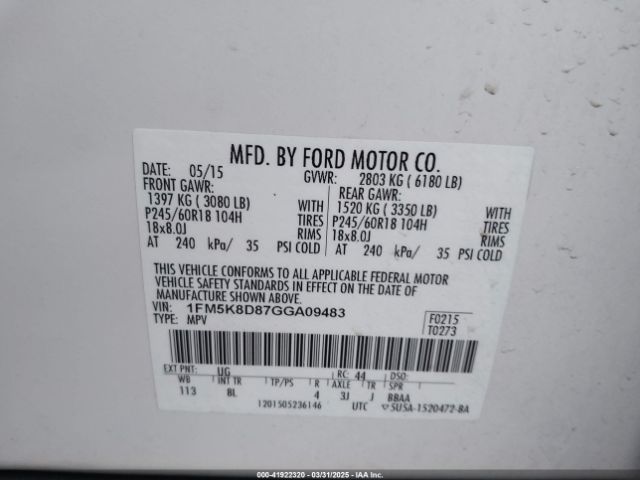 MFD. BY FORD MOTOR CO.
DATE: 05/15 GVWR: 2803 KG ( 6180 LB)
FRONT GAWR: REAR GAWR:
1397 KG ( 3080 LB) WITH 1520 KG ( 3350 LB) WITH
P245/60R18 104H TIRES P245/60R18 104H TIRES
18x8.0J RIMS 18x8.0J RIMS
AT 240 kPa/ 35 PSI COLD AT 240 kPa/ 35 PSI COLD
THIS VEHICLE CONFORMS TO ALL APPLICABLE FEDERAL MOTOR
VEHICLE SAFETY STANDARDS IN EFFECT ON THE DATE OF
MANUFACTURE SHOWN ABOVE.
VIN: 1FM5K8D87GGA09483 F0215
TYPE: MPV T0273
EXT PNT: UG RC: 44 DSO:
WB INT TR TP/PS R AXLE TR SPR
113 8L 4 3J J BBAA
1201505236146 UTC 5U5A-1520472-BA
000-41922320 - 03/31/2025 - IAAI - Copart